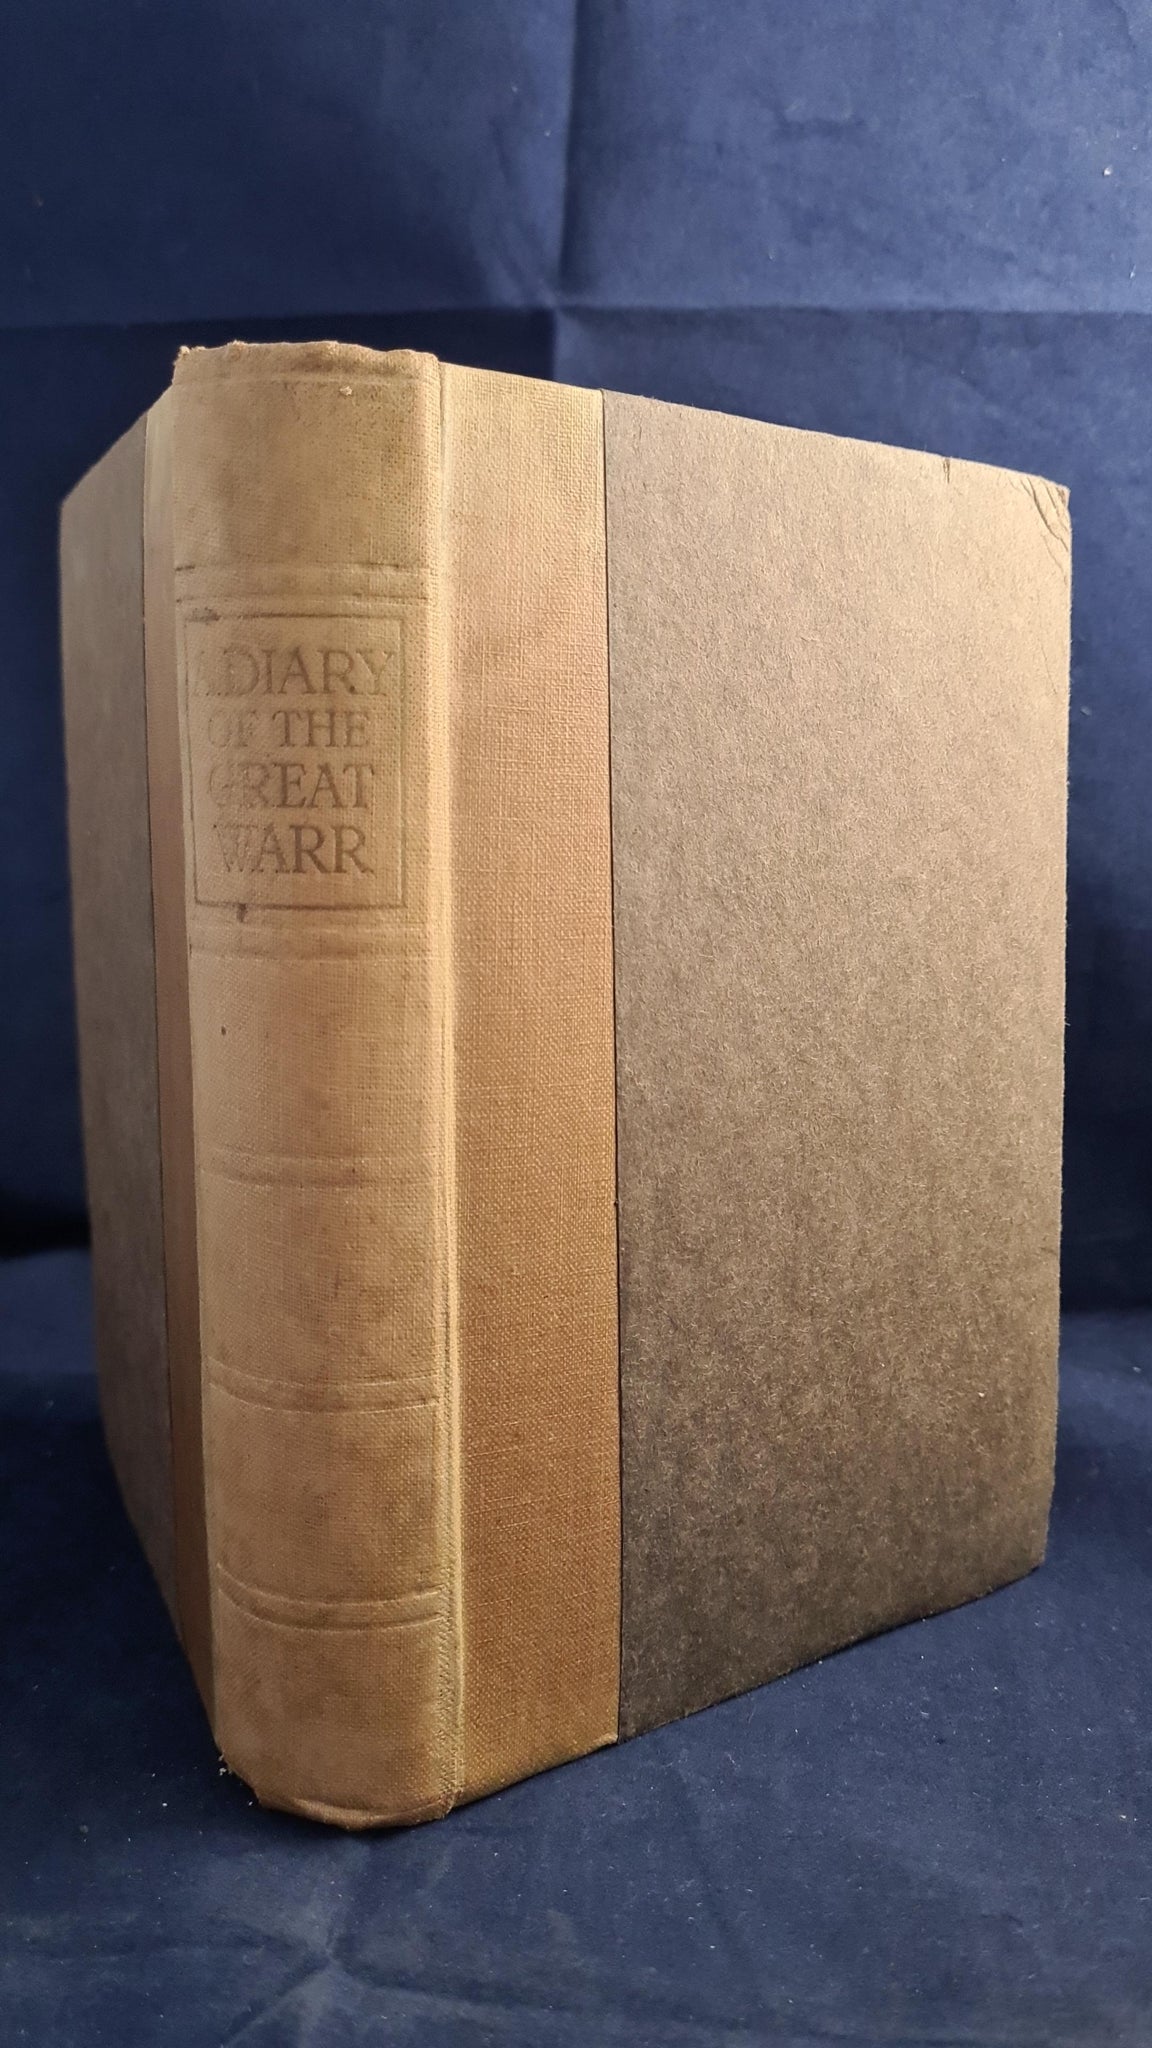 A DIARY
OF THE
GREAT
WARR